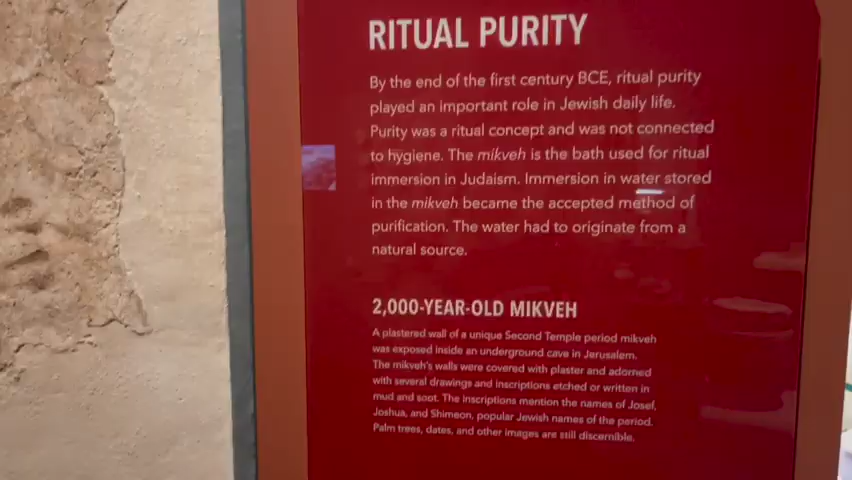 RITUAL PURITY
By the end of the first century BCE, ritual purity
played an important role in Jewish daily life.
Purity was a ritual concept and was not connected
to hygiene. The mikveh is the bath used for ritual
immersion in Judaism. Immersion in water stored
in the mikveh became the accepted method of
purification. The water had to originate from a
natural source.
2,000-YEAR-OLD MIKVEH
A plastered wall of a unique Second Temple period mikveh
was exposed inside an underground cave in Jerusalem.
The mikveh's walls were covered with plaster and adorned
with several drawings and inscriptions etched or written in
mud and soot. The inscriptions mention the names of Josef,
Joshua, and Shimeon, popular Jewish names of the period.
Palm trees, dates, and other images are still discernible.